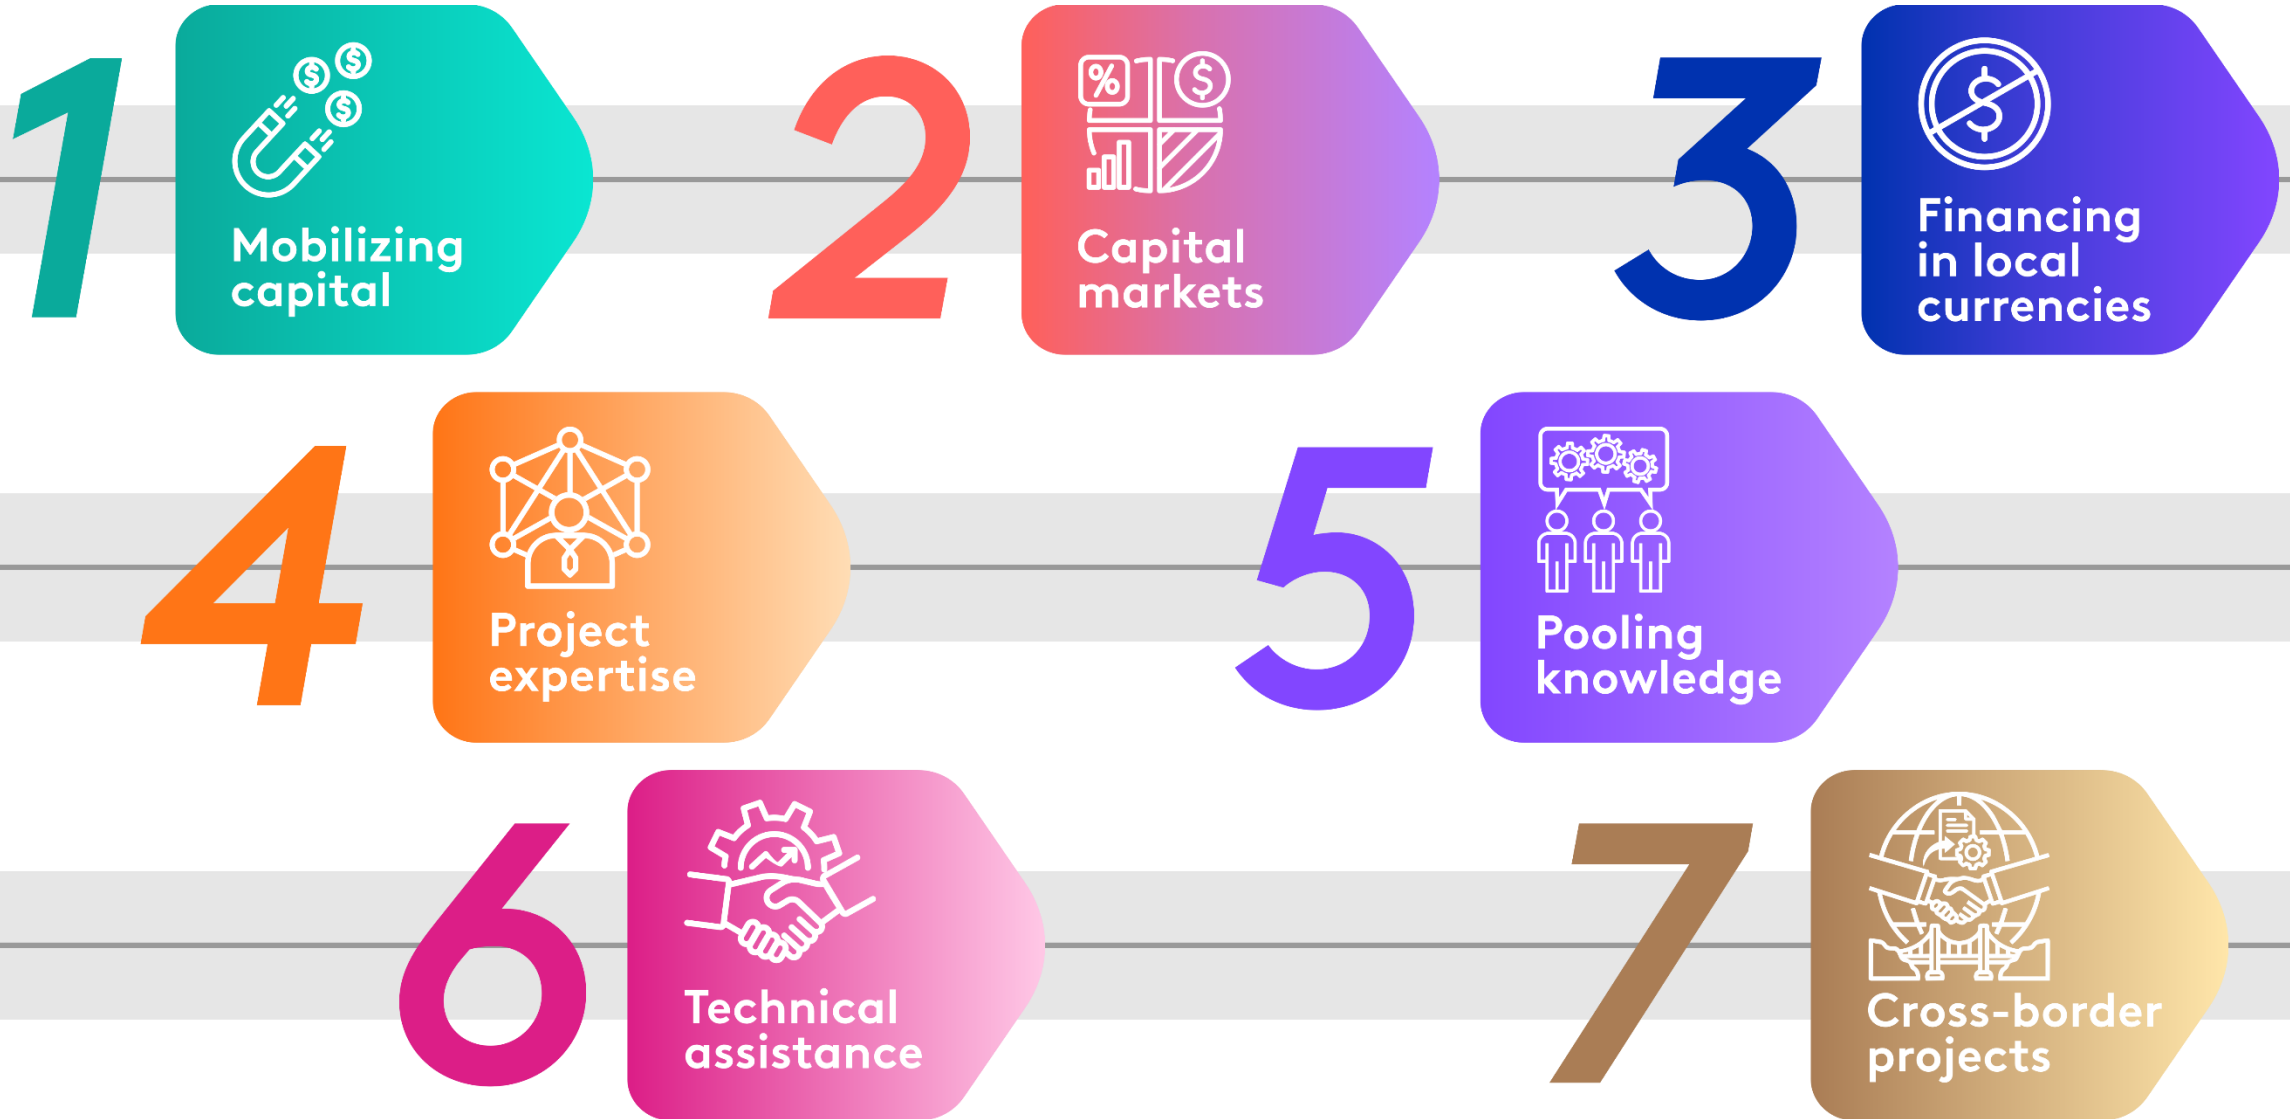 1
Mobilizing
capital
2
%
$
Capital
markets
3
$
Financing
in local
currencies
4
Project
expertise
5
Pooling
knowledge
6
Technical
assistance
7
Cross-border
projects